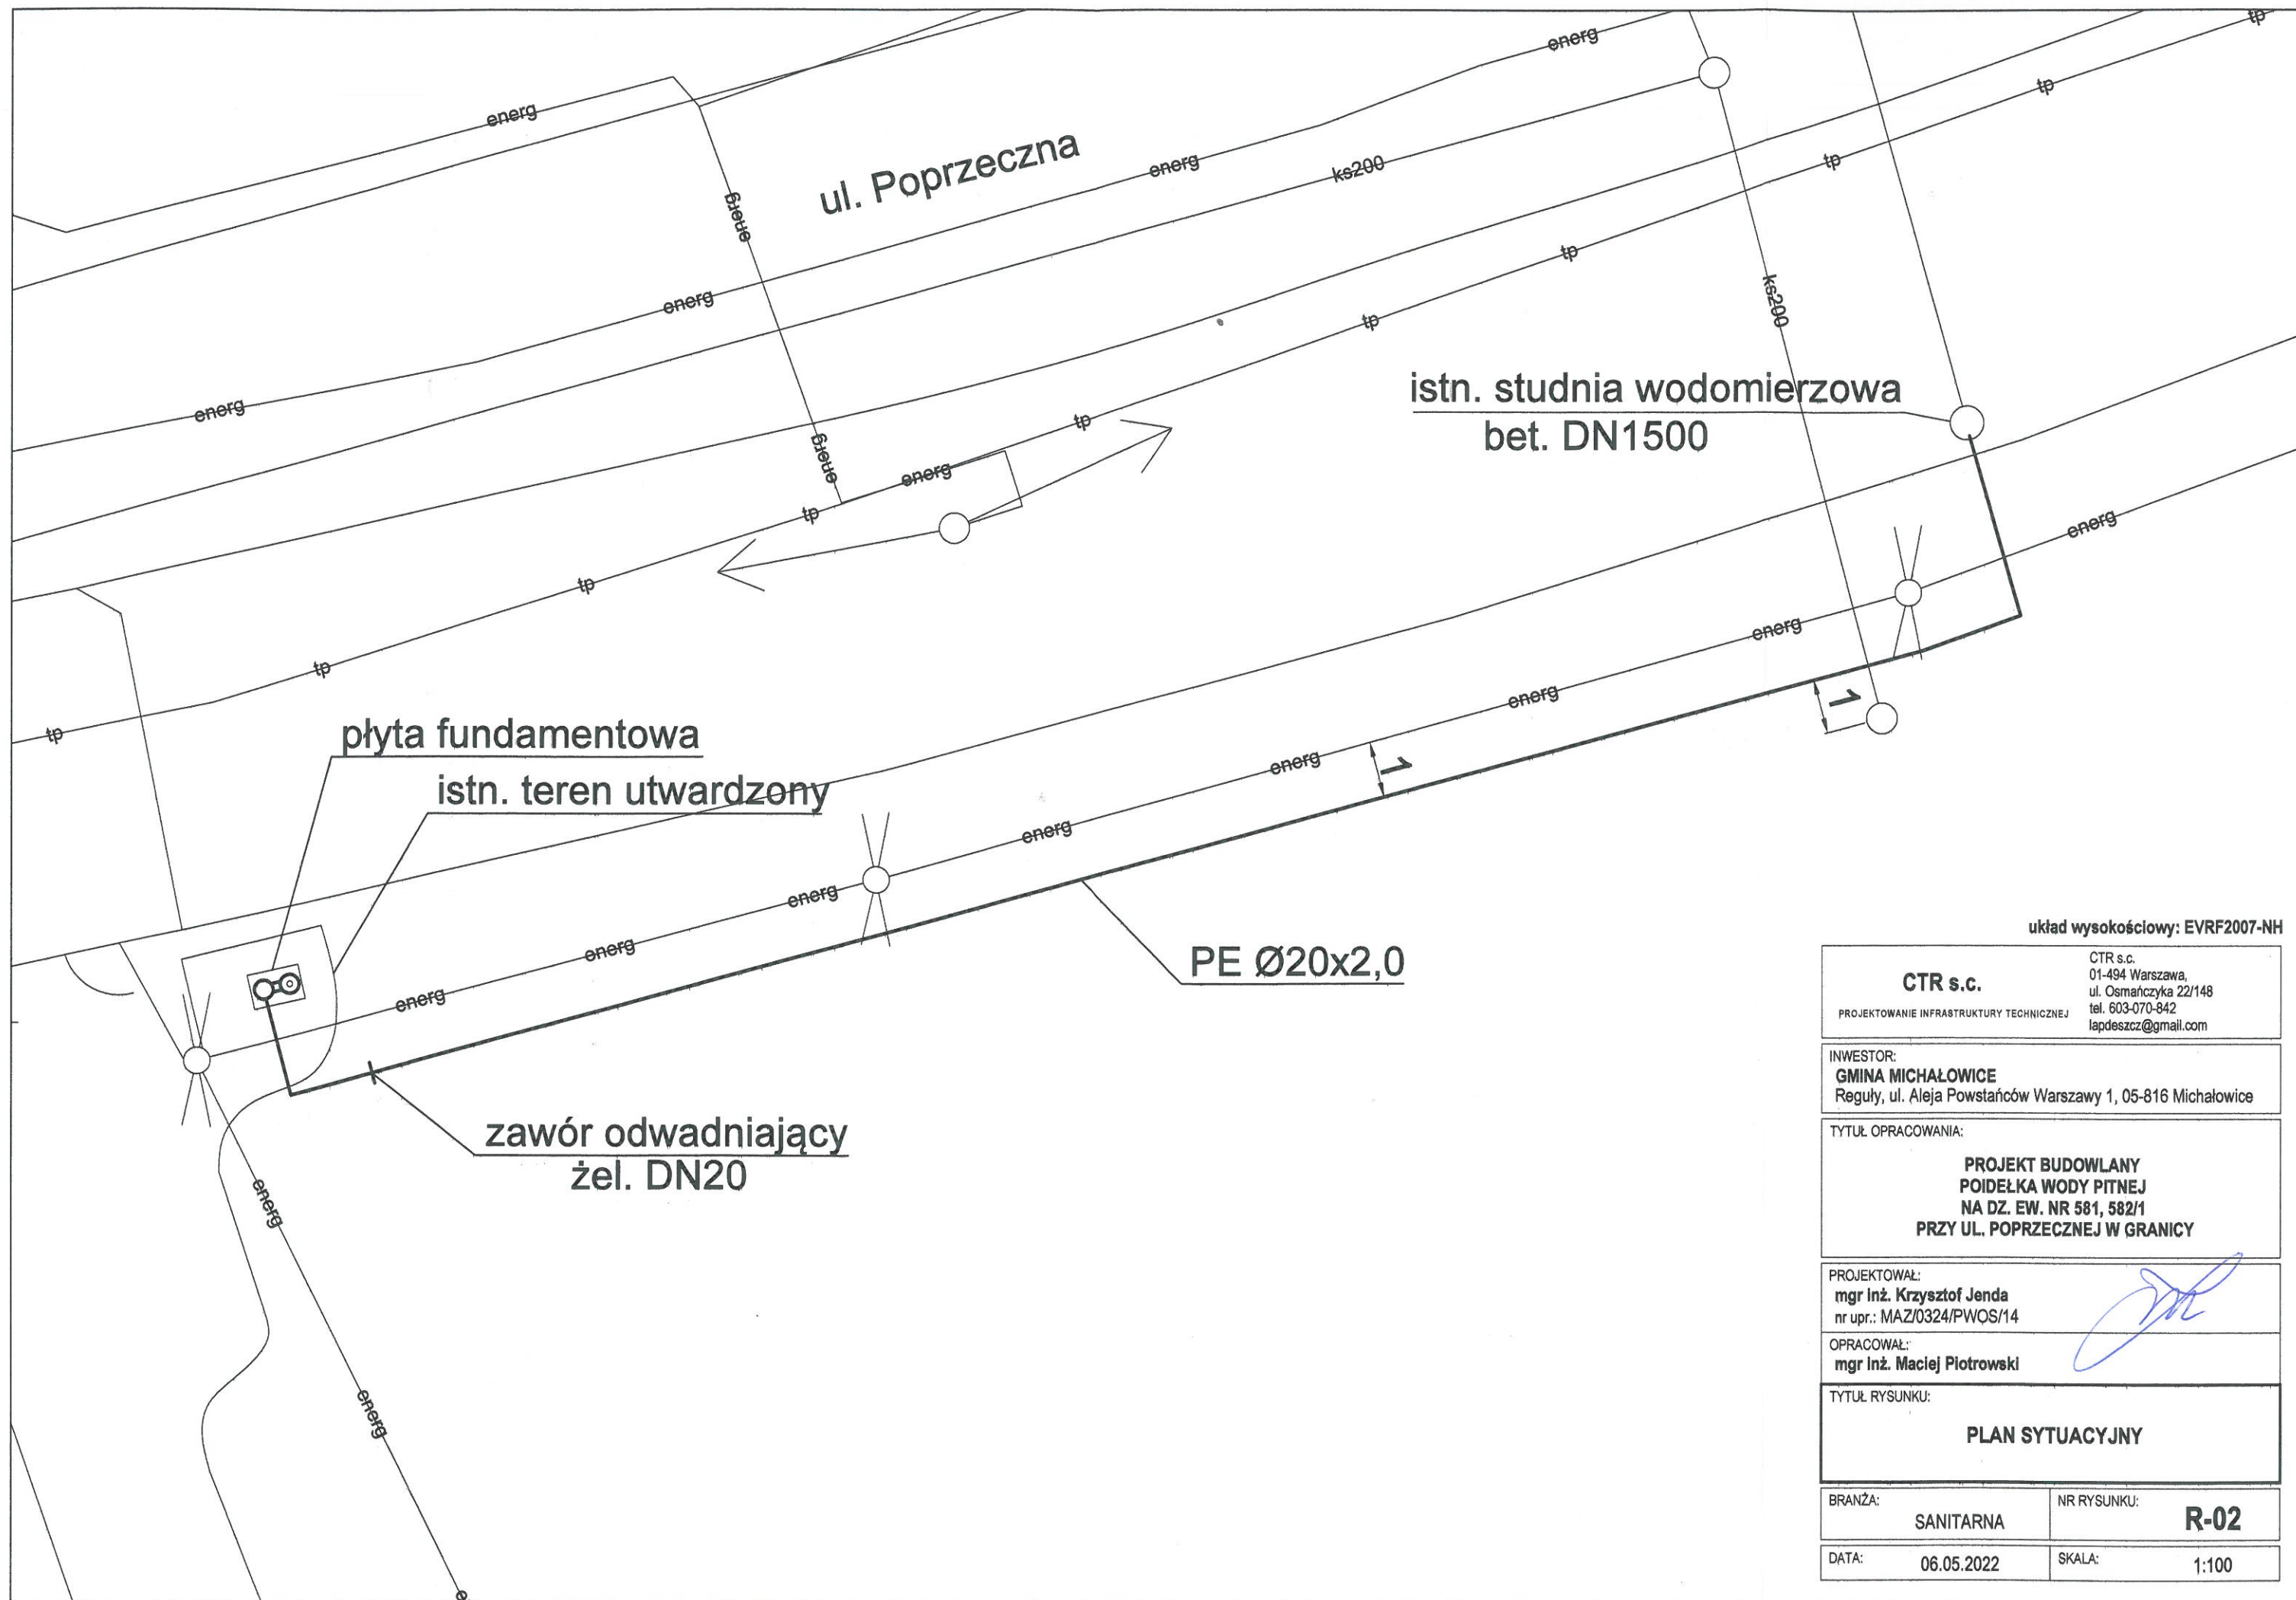 energ
energ
tp
tp
ul. Poprzeczna
energ
ks200
tp
energ
energ
tp
ks200
tp
energ
istn. studnia wodomierzowa
bet. DN1500
tp
energ
energ
tp
energ
tp
energ
tp
energ
tp
płyta fundamentowa
istn. teren utwardzony
1
1
energ
energ
energ
energ
energ
PE Ø20x2,0
zawór odwadniający
żel. DN20
energ
energ
e
układ wysokościowy: EVRF2007-NH
CTR s.c.
PROJEKTOWANIE INFRASTRUKTURY TECHNICZNEJ
CTR s.c.
01-494 Warszawa,
ul. Osmańczyka 22/148
tel. 603-070-842
lapdeszcz@gmail.com
INWESTOR:
GMINA MICHAŁOWICE
Reguły, ul. Aleja Powstańców Warszawy 1, 05-816 Michałowice
TYTUŁ OPRACOWANIA:
PROJEKT BUDOWLANY
POIDEŁKA WODY PITNEJ
NA DZ. EW. NR 581, 582/1
PRZY UL. POPRZECZNEJ W GRANICY
PROJEKTOWAŁ:
mgr inż. Krzysztof Jenda
nr upr.: MAZ/0324/PWOS/14
OPRACOWAŁ:
mgr inż. Maciej Piotrowski
TYTUŁ RYSUNKU:
PLAN SYTUACYJNY
BRANŻA:
SANITARNA
NR RYSUNKU:
R-02
DATA:
06.05.2022
SKALA:
1:100